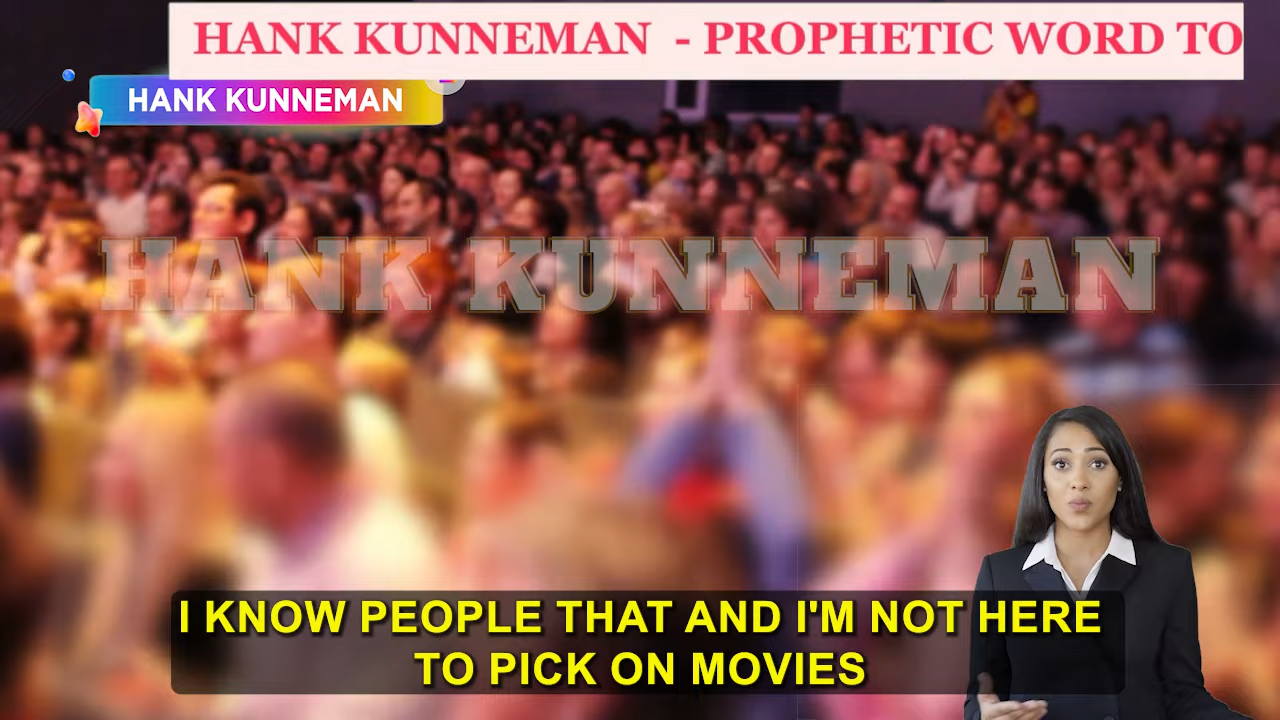 HANK KUNNEMAN - PROPHETIC WORD TO
HANK KUNNEMAN
HANK KUNNEMAN
I KNOW PEOPLE THAT AND I'M NOT HERE
TO PICK ON MOVIES